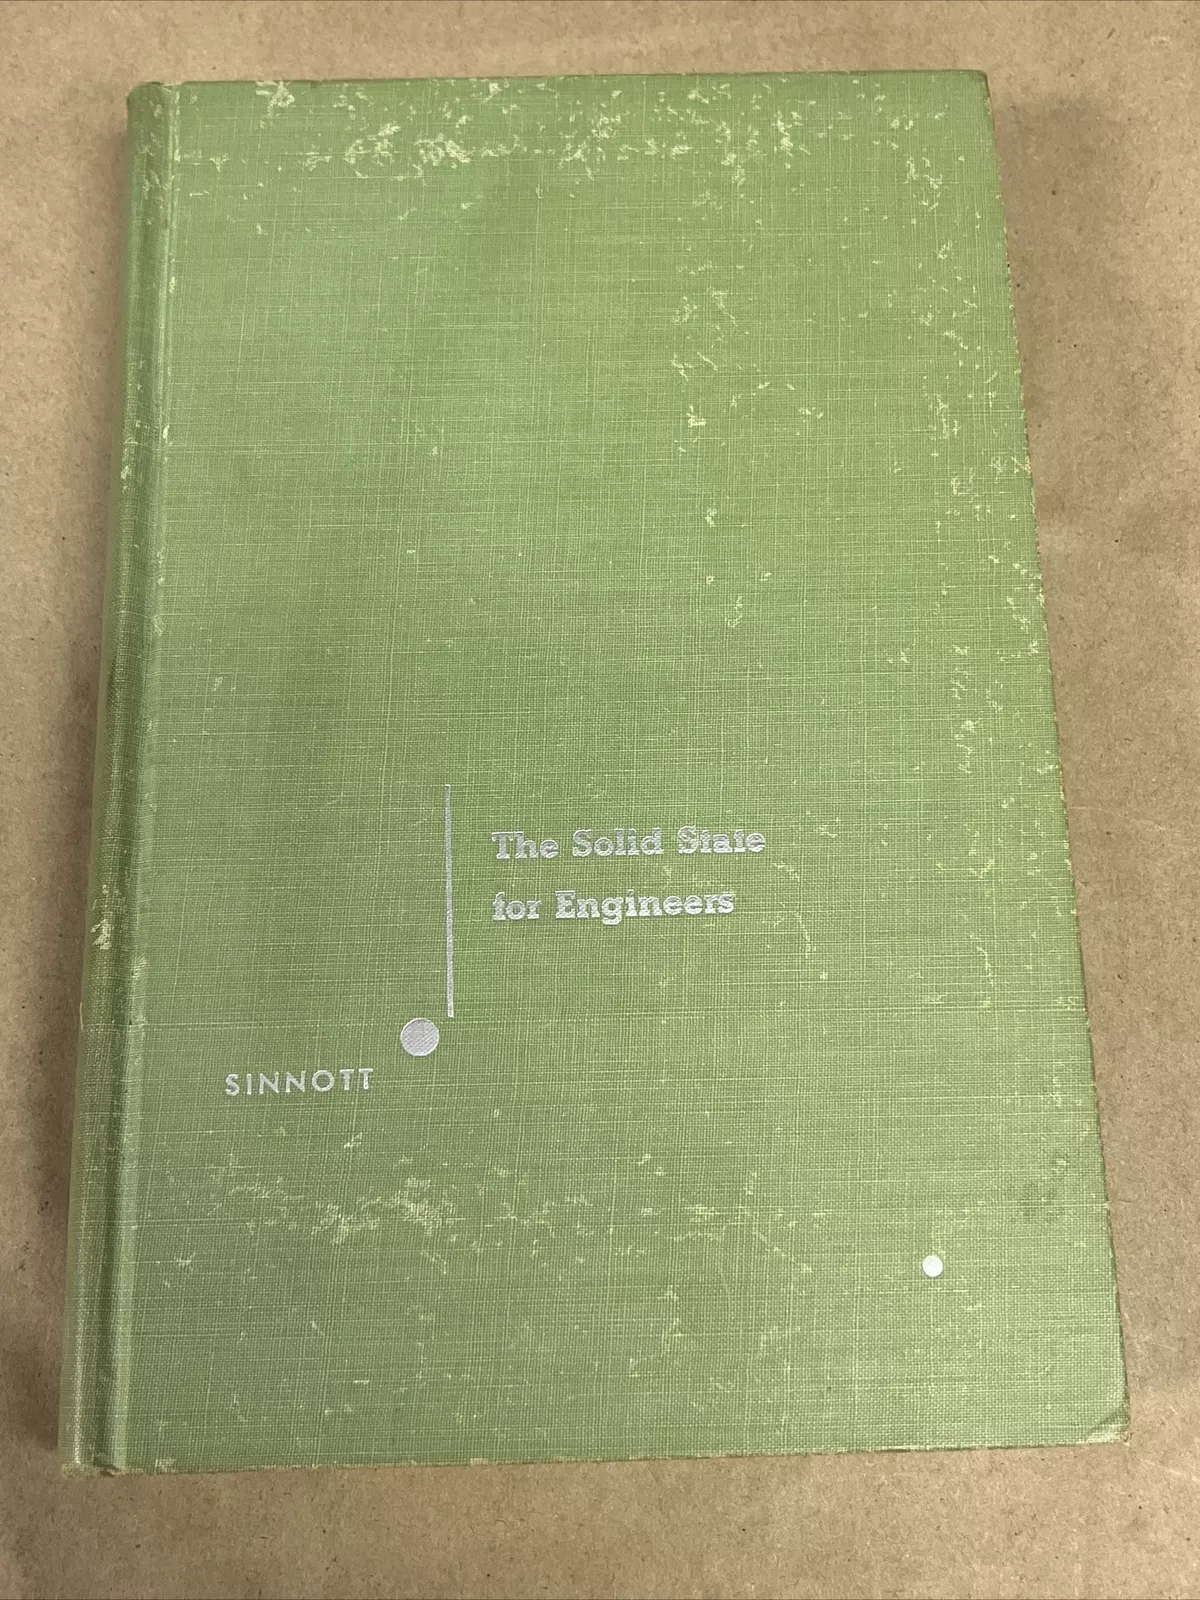 The Solid State
for Engineers
SINNOTT